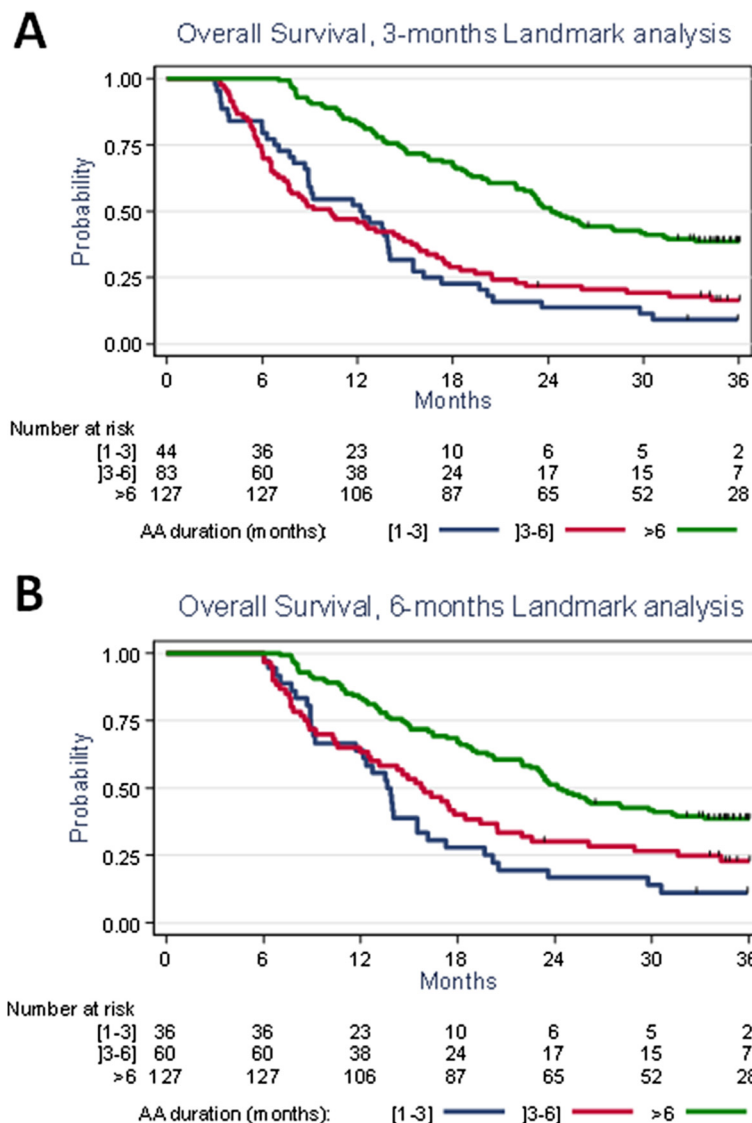 A
Overall Survival, 3-months Landmark analysis
1.00
0.75
0.50
0.25
0.00
Probability
0 6 12 18 24 30 36
Months
Number at risk
[1-3] 44 36 23 10 6 5 2
]3-6] 83 60 38 24 17 15 7
>6 127 127 106 87 65 52 28
AA duration (months): [1-3] ]3-6] >6
B
Overall Survival, 6-months Landmark analysis
1.00
0.75
0.50
0.25
0.00
Probability
0 6 12 18 24 30 36
Months
Number at risk
[1-3] 36 36 23 10 6 5 2
]3-6] 60 60 38 24 17 15 7
>6 127 127 106 87 65 52 28
AA duration (months): [1-3] ]3-6] >6